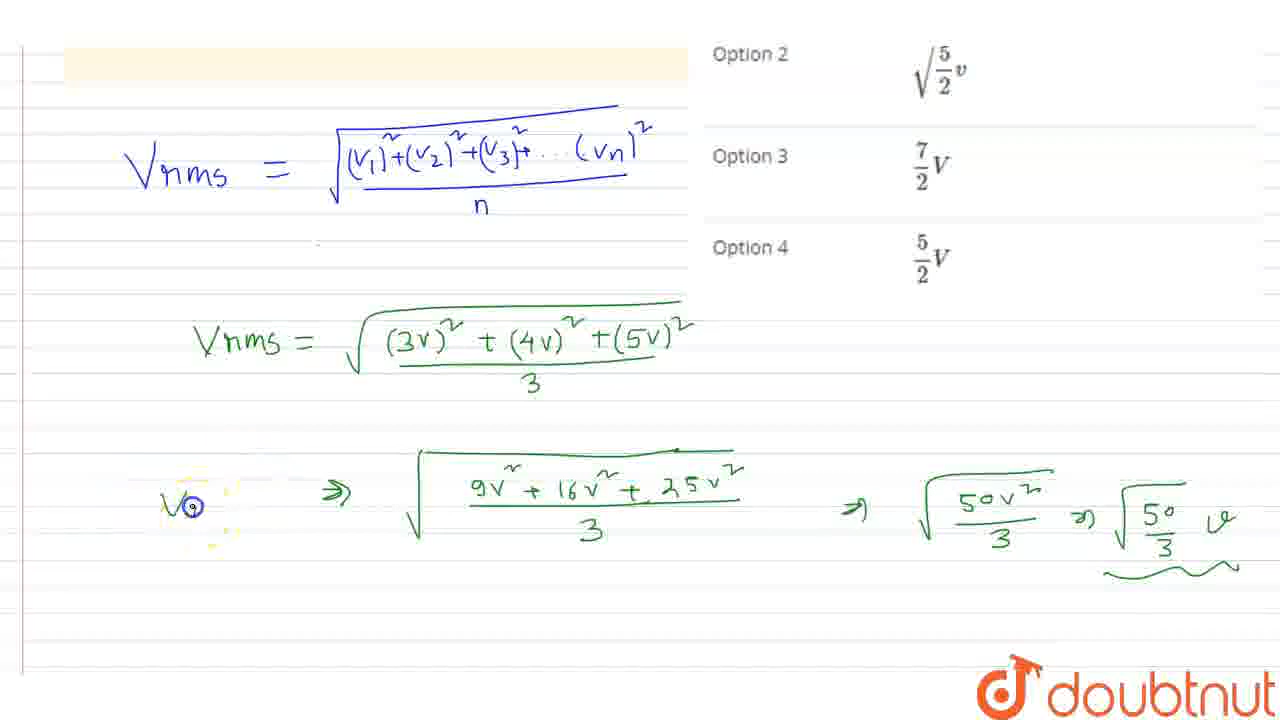 Option 2 √(5/2) v
Vrms = √(((v₁)² + (v₂)² + (v₃)² + ... (vn)²)/n)
Option 3 7/2 V
Option 4 5/2 V
Vrms = √(((3v)² + (4v)² + (5v)²)/3)
V ⇒ √((9v² + 16v² + 25v²)/3) ⇒ √(50v²/3) ⇒ √(50/3) v
doubtnut